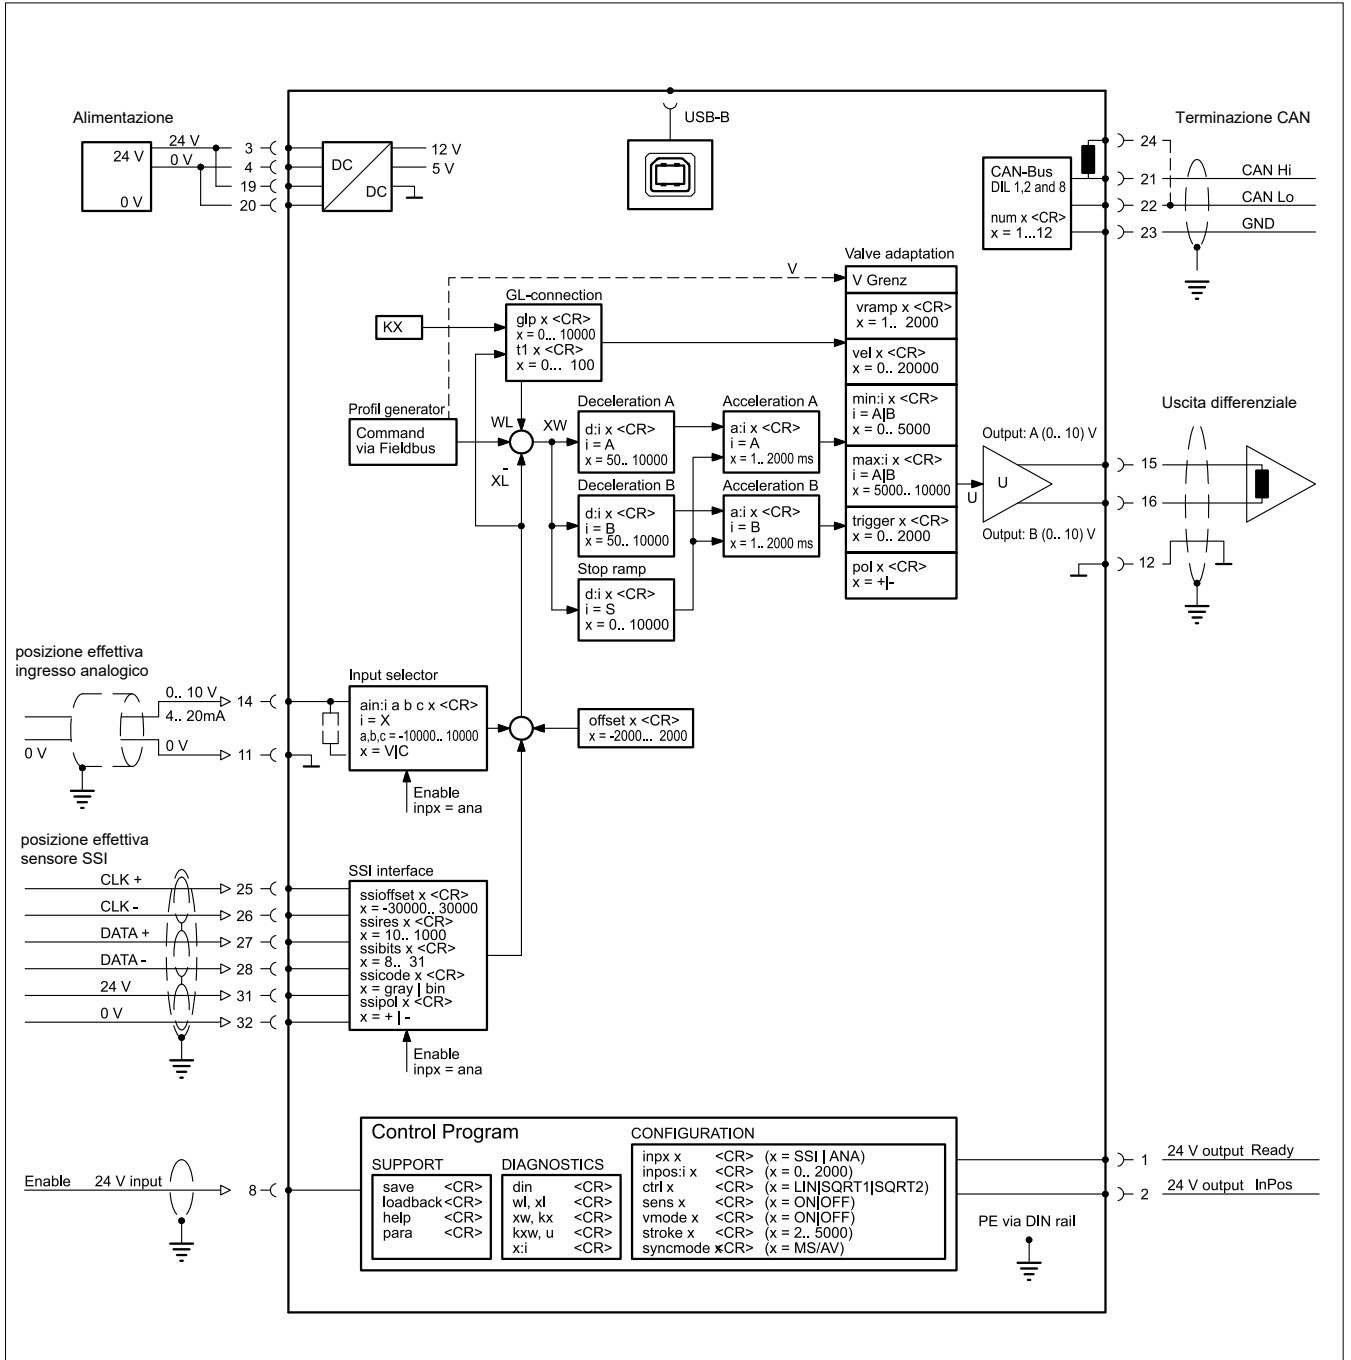 Alimentazione
24 V
0 V
24 V
0 V
3
4
19
20
DC
DC
12 V
5 V
USB-B
Terminazione CAN
CAN-Bus
DIL 1,2 and 8
num x <CR>
x = 1...12
24
21
22
23
CAN Hi
CAN Lo
GND
Valve adaptation
V
V Grenz
vramp x <CR>
x = 1.. 2000
vel x <CR>
x = 0.. 20000
min:i x <CR>
i = A|B
x = 0.. 5000
max:i x <CR>
i = A|B
x = 5000.. 10000
trigger x <CR>
x = 0.. 2000
pol x <CR>
x = +|-
GL-connection
KX
glp x <CR>
x = 0... 10000
t1 x <CR>
x = 0... 100
Profil generator
Command
via Fieldbus
WL
XW
-
XL
Deceleration A
d:i x <CR>
i = A
x = 50.. 10000
Deceleration B
d:i x <CR>
i = B
x = 50.. 10000
Stop ramp
d:i x <CR>
i = S
x = 0.. 10000
Acceleration A
a:i x <CR>
i = A
x = 1.. 2000 ms
Acceleration B
a:i x <CR>
i = B
x = 1.. 2000 ms
Uscita differenziale
Output: A (0.. 10) V
U
U
Output: B (0.. 10) V
15
16
12
posizione effettiva
ingresso analogico
0.. 10 V
4.. 20mA
0 V
0 V
14
11
Input selector
ain:i a b c x <CR>
i = X
a,b,c = -10000.. 10000
x = V|C
Enable
inpx = ana
offset x <CR>
x = -2000... 2000
posizione effettiva
sensore SSI
CLK +
CLK -
DATA +
DATA -
24 V
0 V
25
26
27
28
31
32
SSI interface
ssioffset x <CR>
x = -30000.. 30000
ssires x <CR>
x = 10.. 1000
ssibits x <CR>
x = 8.. 31
ssicode x <CR>
x = gray | bin
ssipol x <CR>
x = + | -
Enable
inpx = ana
Enable
24 V input
8
Control Program
SUPPORT
save <CR>
loadback <CR>
help <CR>
para <CR>
DIAGNOSTICS
din <CR>
wl, xl <CR>
xw, kx <CR>
kxw, u <CR>
x:i <CR>
CONFIGURATION
inpx x <CR> (x = SSI | ANA)
inpos:i x <CR> (x = 0.. 2000)
ctrl x <CR> (x = LIN|SQRT1|SQRT2)
sens x <CR> (x = ON|OFF)
vmode x <CR> (x = ON|OFF)
stroke x <CR> (x = 2.. 5000)
syncmode x <CR> (x = MS/AV)
1
24 V output Ready
2
24 V output InPos
PE via DIN rail